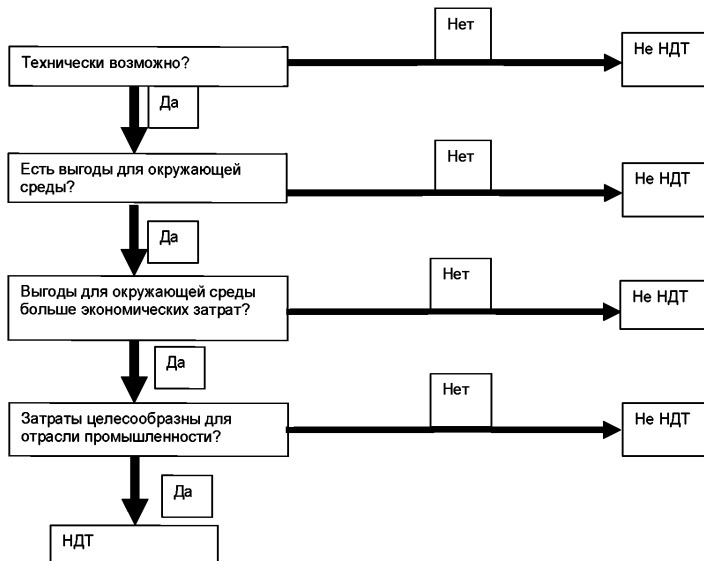 Нет
Технически возможно?
Не НДТ
Да
Есть выгоды для окружающей
среды?
Нет
Не НДТ
Да
Выгоды для окружающей среды
больше экономических затрат?
Нет
Не НДТ
Да
Затраты целесообразны для
отрасли промышленности?
Нет
Не НДТ
Да
НДТ